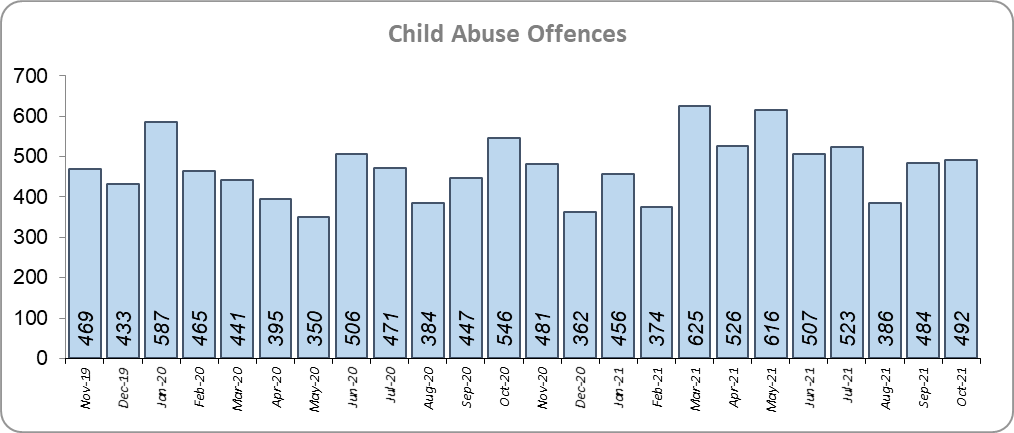 Child Abuse Offences
700
600
500
400
300
200
100
0
469 433 587 465 441 395 350 506 471 384 447 546 481 362 456 374 625 526 616 507 523 386 484 492
Nov-19 Dec-19 Jan-20 Feb-20 Mar-20 Apr-20 May-20 Jun-20 Jul-20 Aug-20 Sep-20 Oct-20 Nov-20 Dec-20 Jan-21 Feb-21 Mar-21 Apr-21 May-21 Jun-21 Jul-21 Aug-21 Sep-21 Oct-21